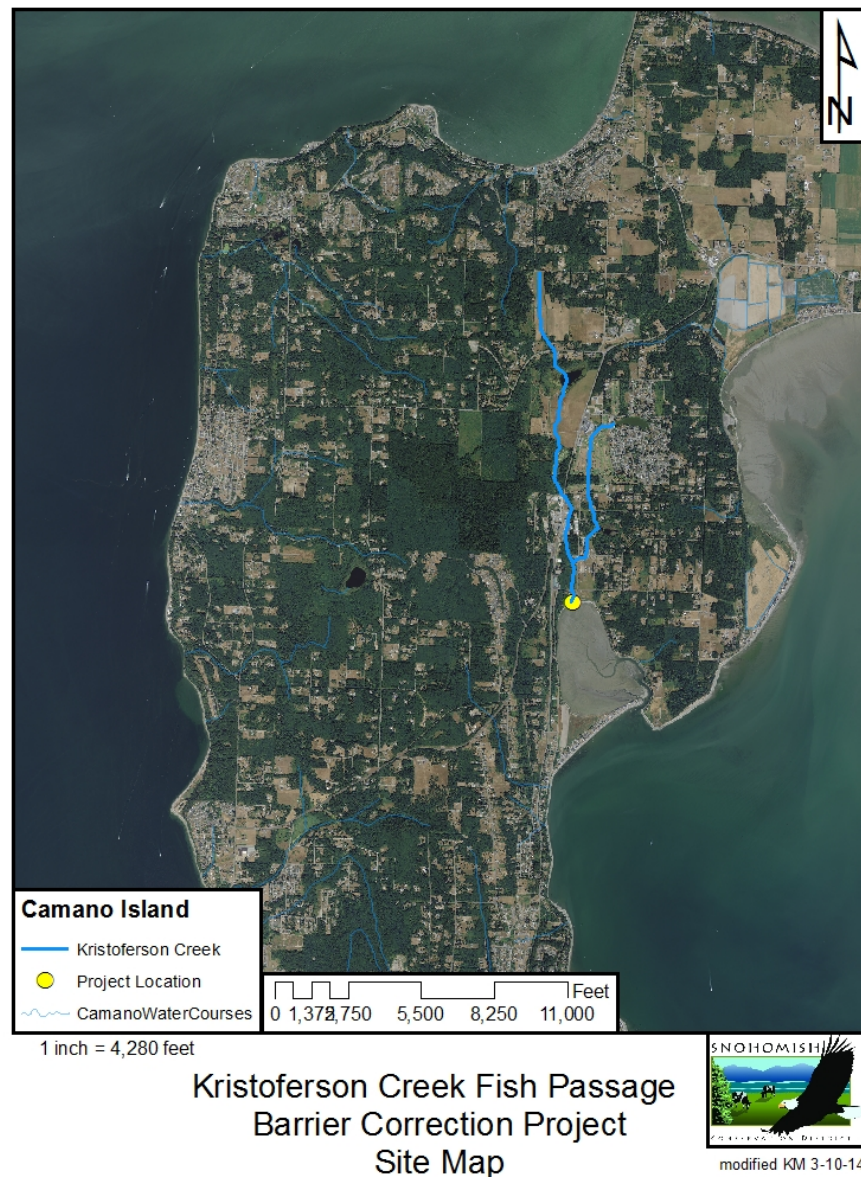 N
Camano Island
Kristoferson Creek
Project Location
CamanoWaterCourses
Feet
0 1,375 2,750 5,500 8,250 11,000
1 inch = 4,280 feet
SNOHOMISH
CONSERVATION DISTRICT
Kristoferson Creek Fish Passage
Barrier Correction Project
Site Map
modified KM 3-10-14